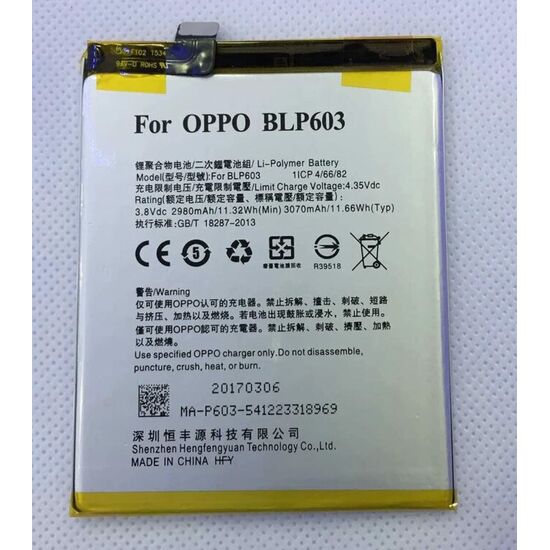 For OPPO BLP603
锂聚合物电池/二次鋰電池組/ Li-Polymer Battery
Model(型号/型號):For BLP603 1ICP 4/66/82
充电限制电压/充電限制電壓/Limit Charge Voltage:4.35Vdc
Rating(额定电压/额定容量、標稱電壓/額定容量)
3.8Vdc 2980mAh/11.32Wh(Min) 3070mAh/11.66Wh(Typ)
执行标准:GB/T 18287-2013
CE 5 R39518
警告/Warning
仅可使用OPPO认可的充电器。禁止拆解、撞击、刺破、短路
与挤压、加热以及燃烧。若电池出现鼓胀或浸水，禁止使用。
僅可使用OPPO認可的充電器。禁止拆解、刺破、擠壓、加熱
以及燃燒。
Use specified OPPO charger only.Do not disassemble,
puncture, crush, heat, or burn.
20170306
MA-P603-541223318969
深圳恒丰源科技有限公司
Shenzhen Hengfengyuan Technology Co., Ltd.
MADE IN CHINA HFY